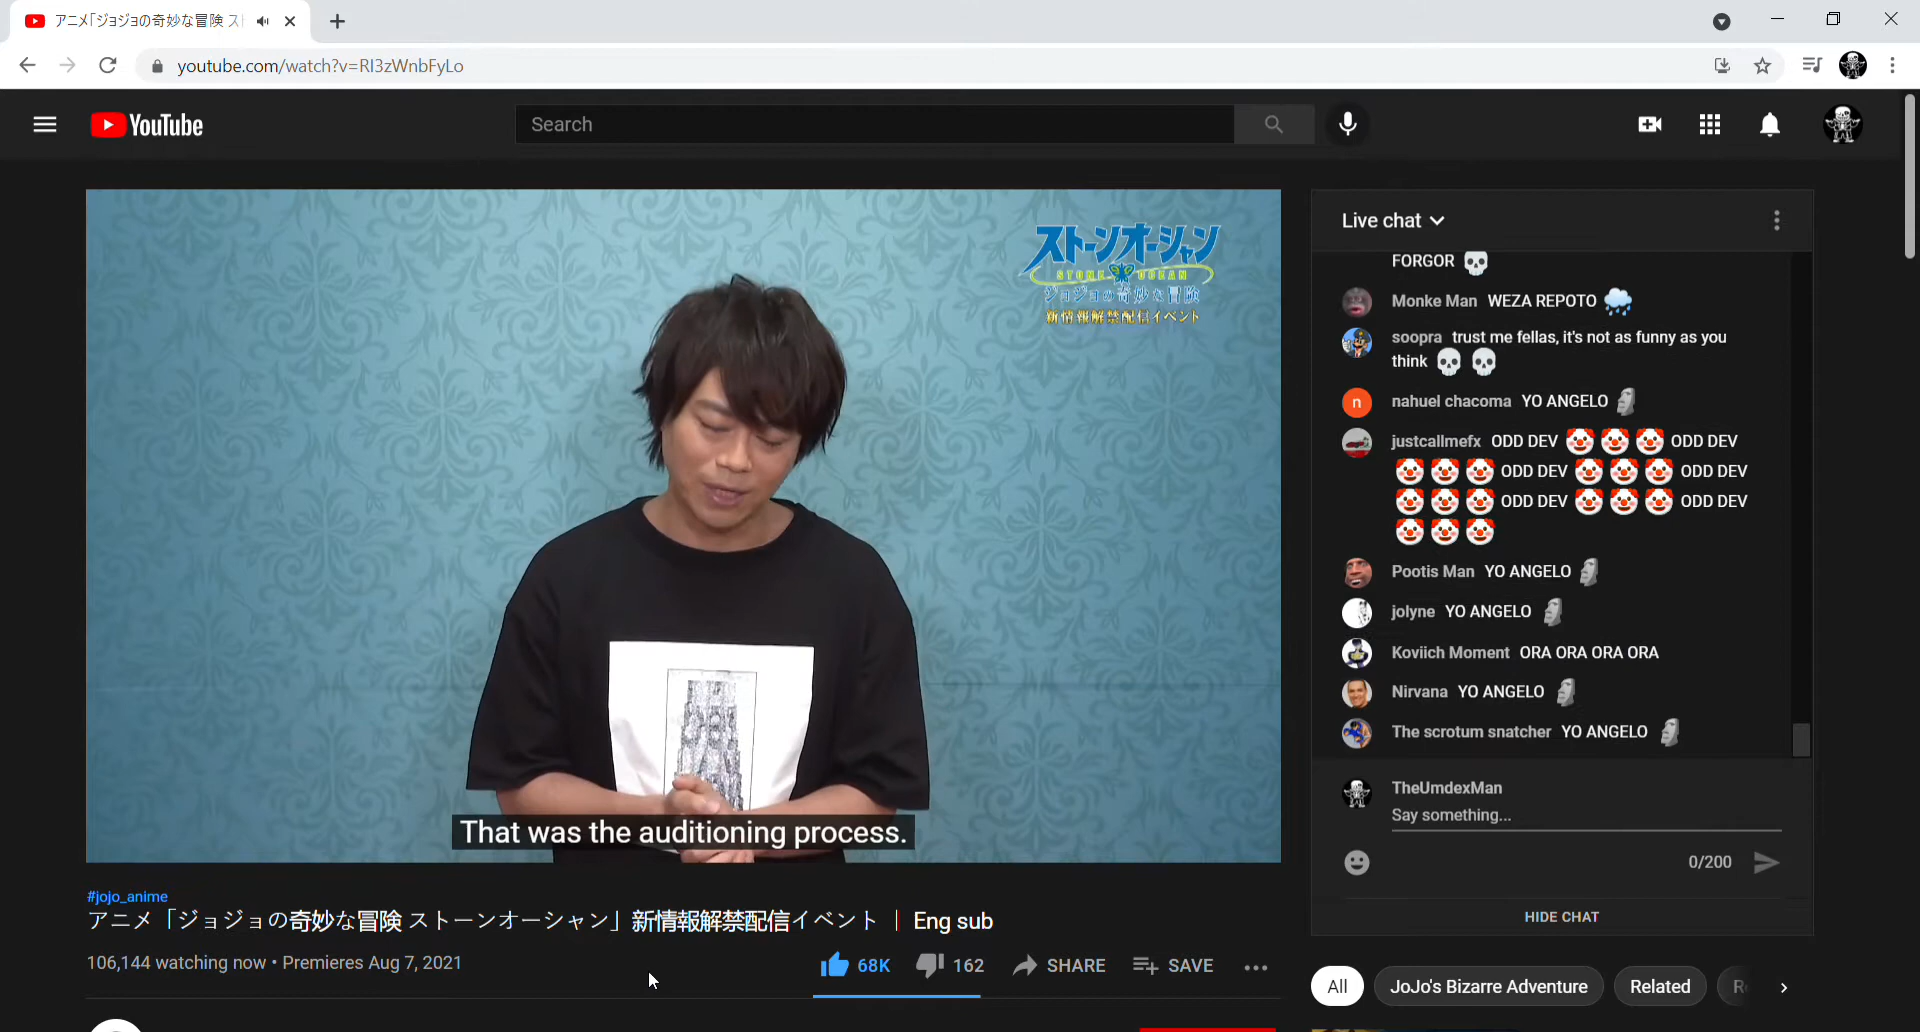 アニメ「ジョジョの奇妙な冒険 ス
youtube.com/watch?v=RI3zWnbFyLo
YouTube
Search
ストーンオーシャン
STONE OCEAN
ジョジョの奇妙な冒険
新情報解禁配信イベント
That was the auditioning process.
#jojo_anime
アニメ「ジョジョの奇妙な冒険 ストーンオーシャン」新情報解禁配信イベント | Eng sub
106,144 watching now • Premieres Aug 7, 2021
68K 162 SHARE SAVE
Live chat
FORGOR 💀
Monke Man WEZA REPOTO 🌧
soopra trust me fellas, it's not as funny as you
think 💀 💀
nahuel chacoma YO ANGELO 🗿
justcallmefx ODD DEV 🤡 🤡 🤡 ODD DEV
🤡 🤡 🤡 ODD DEV 🤡 🤡 🤡 ODD DEV
🤡 🤡 🤡 ODD DEV 🤡 🤡 🤡 ODD DEV
🤡 🤡 🤡
Pootis Man YO ANGELO 🗿
jolyne YO ANGELO 🗿
Koviich Moment ORA ORA ORA ORA
Nirvana YO ANGELO 🗿
The scrotum snatcher YO ANGELO 🗿
TheUmdexMan
Say something...
0/200
HIDE CHAT
All JoJo's Bizarre Adventure Related